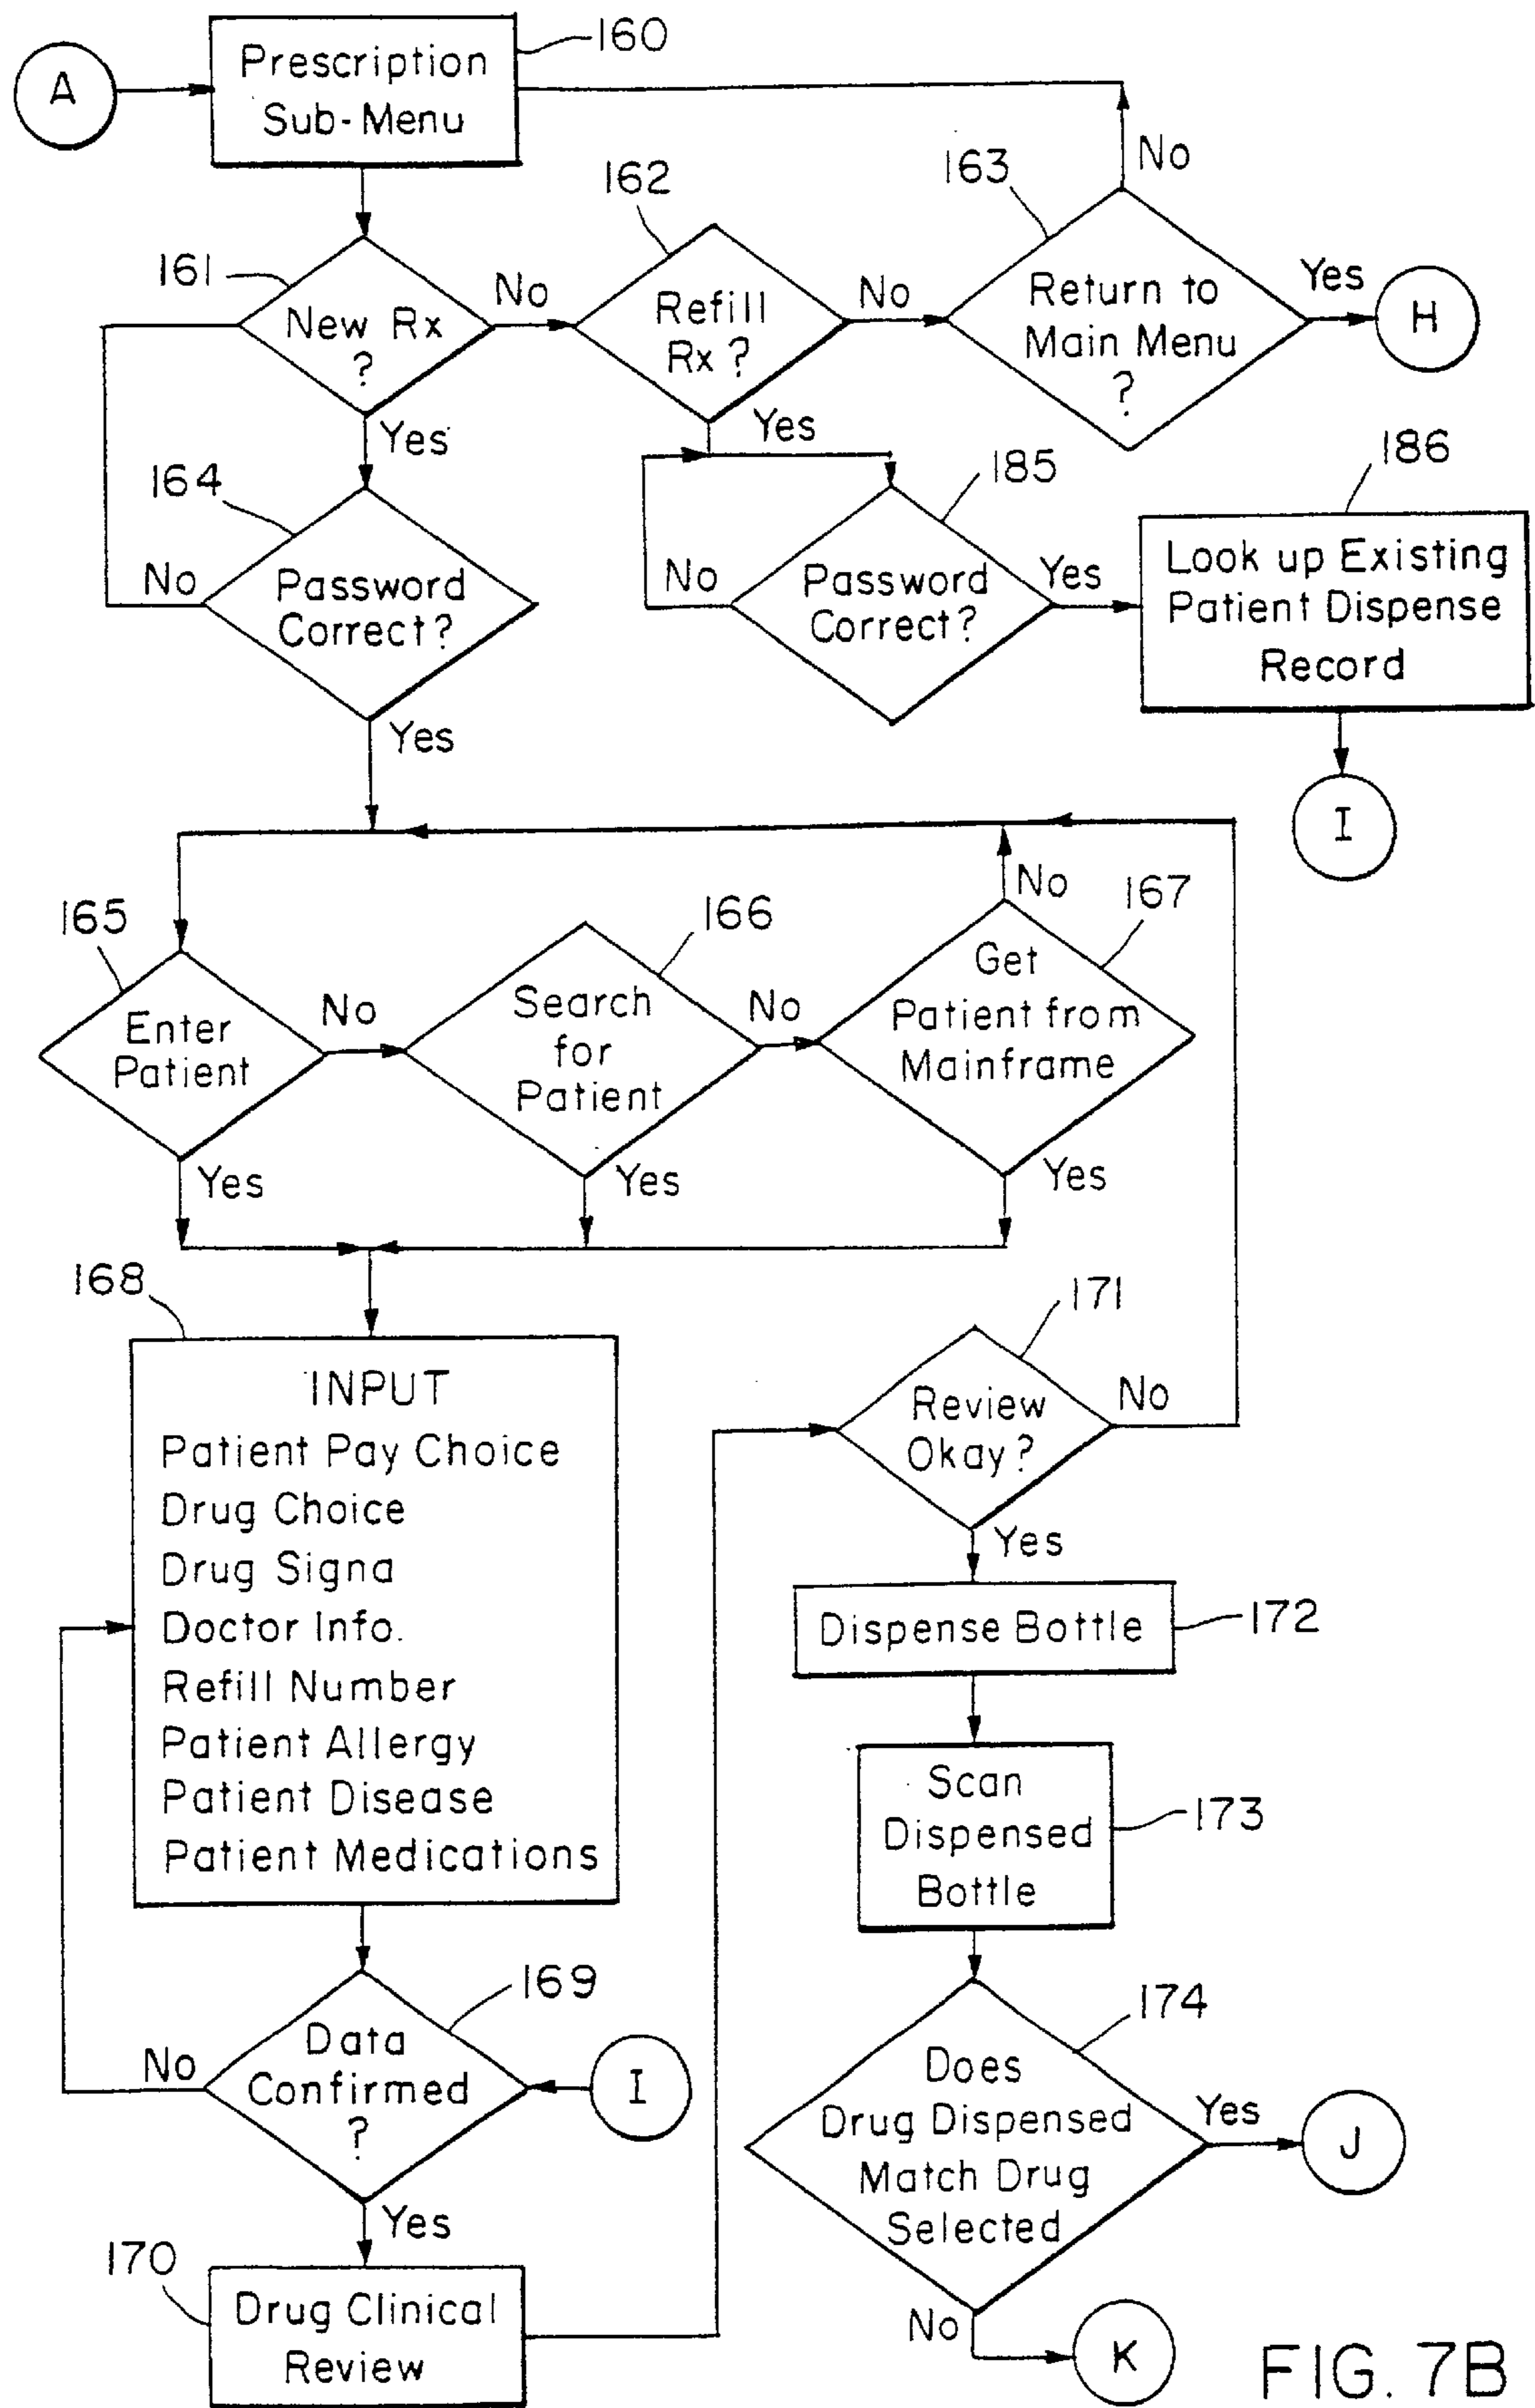 160
A
Prescription
Sub-Menu
No
162
163
161
New Rx
?
No
Refill
Rx ?
No
Return to
Main Menu
?
Yes
H
Yes
Yes
164
185
186
No
Password
Correct?
No
Password
Correct?
Yes
Look up Existing
Patient Dispense
Record
Yes
I
No
165
166
167
Enter
Patient
No
Search
for
Patient
No
Get
Patient from
Mainframe
Yes
Yes
Yes
168
INPUT
Patient Pay Choice
Drug Choice
Drug Signa
Doctor Info.
Refill Number
Patient Allergy
Patient Disease
Patient Medications
169
No
Data
Confirmed
?
I
Yes
170
Drug Clinical
Review
171
Review
Okay?
No
Yes
Dispense Bottle
172
Scan
Dispensed
Bottle
173
174
Does
Drug Dispensed
Match Drug
Selected
Yes
J
No
K
FIG. 7B